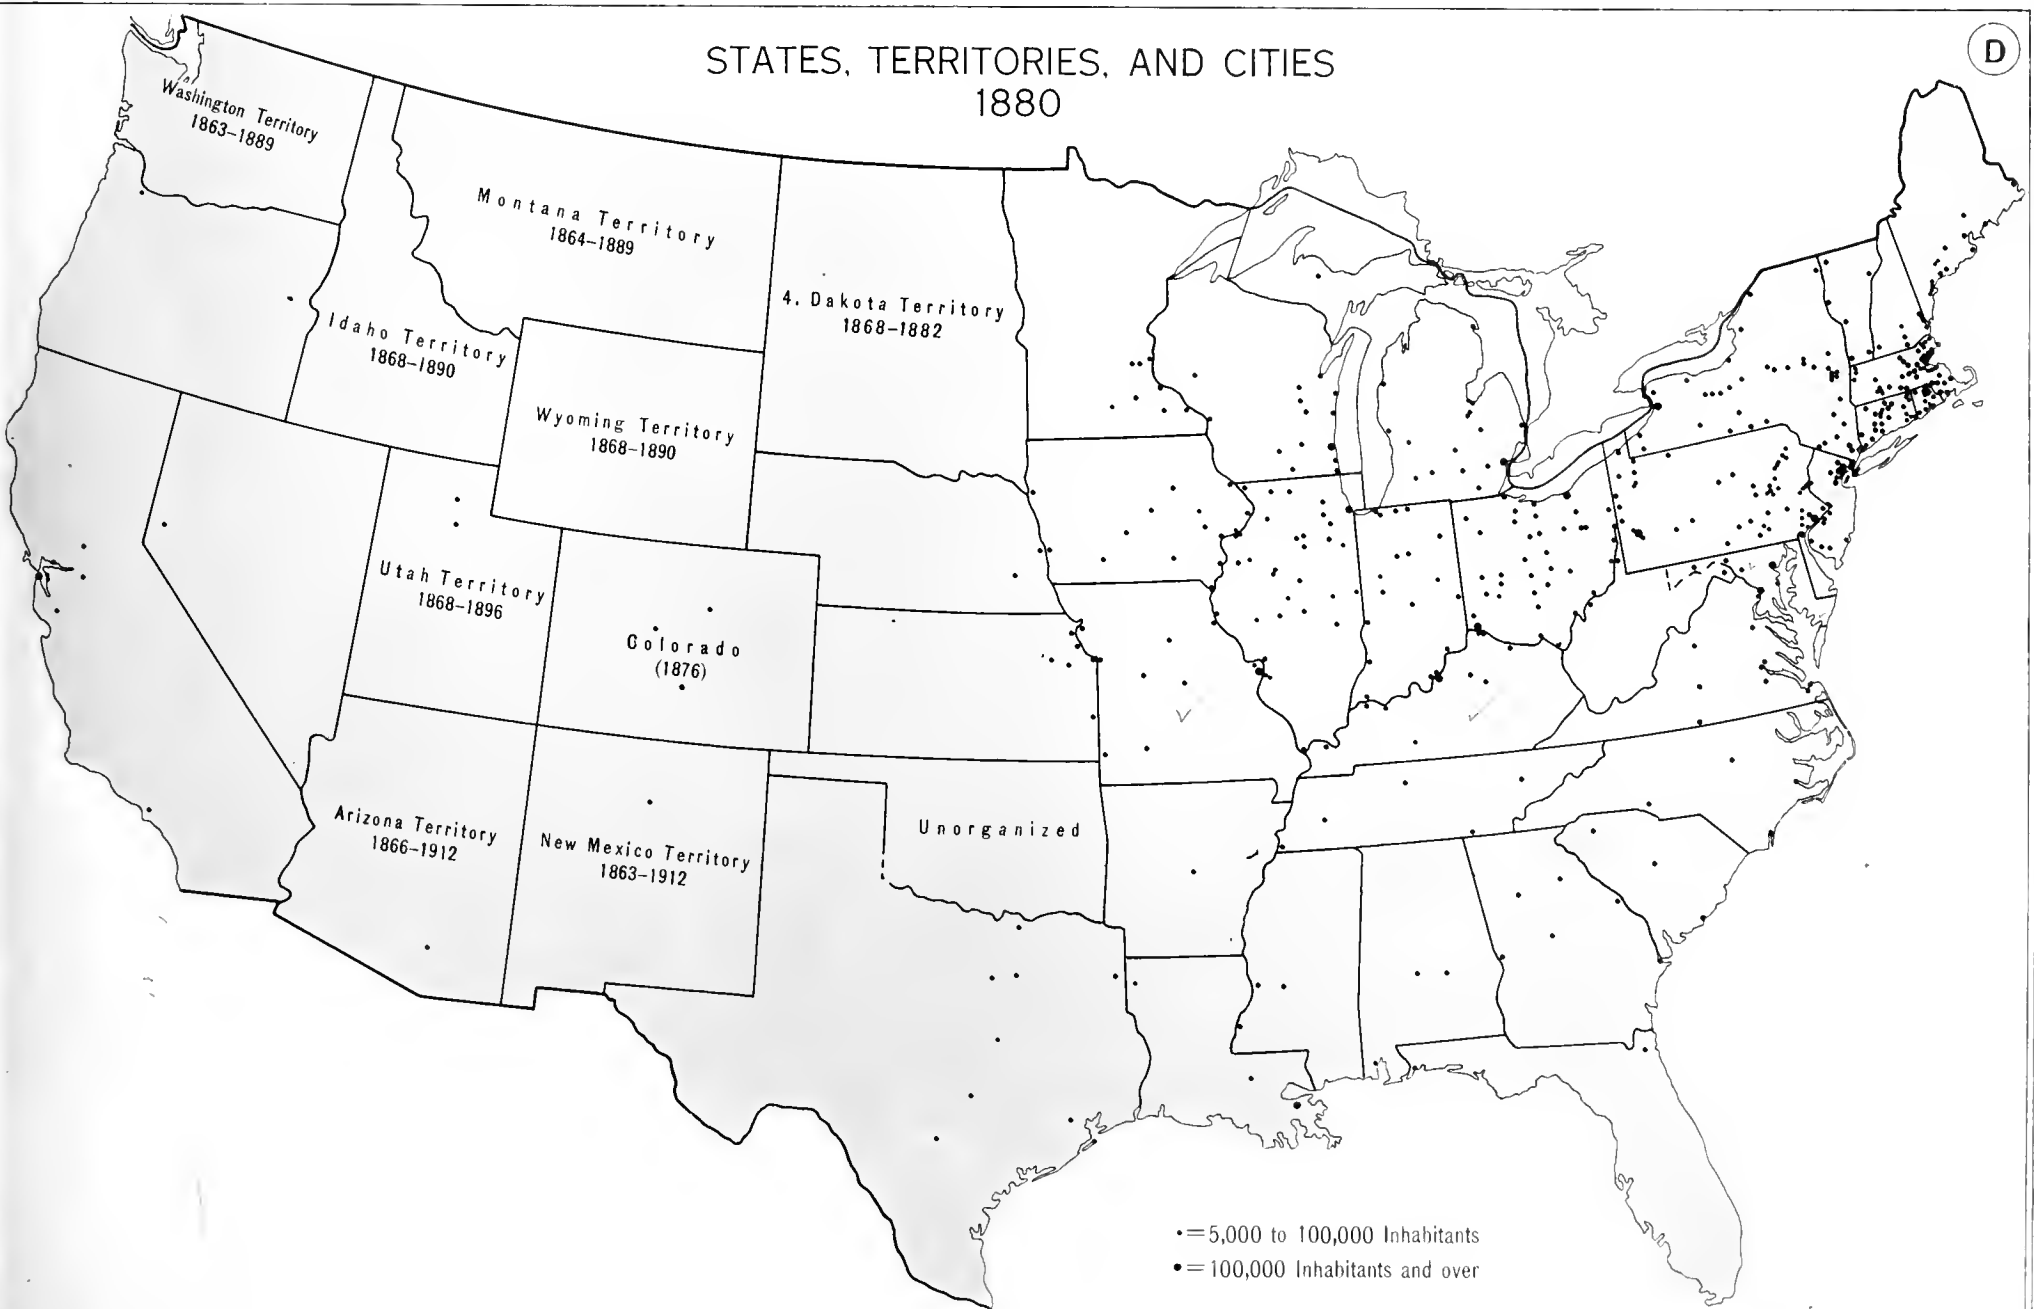 STATES, TERRITORIES, AND CITIES
1880
D
Washington Territory
1863–1889
Montana Territory
1864–1889
4. Dakota Territory
1868–1882
Idaho Territory
1868–1890
Wyoming Territory
1868–1890
Utah Territory
1868–1896
Colorado
(1876)
Arizona Territory
1866–1912
New Mexico Territory
1863–1912
Unorganized
•=5,000 to 100,000 Inhabitants
•=100,000 Inhabitants and over